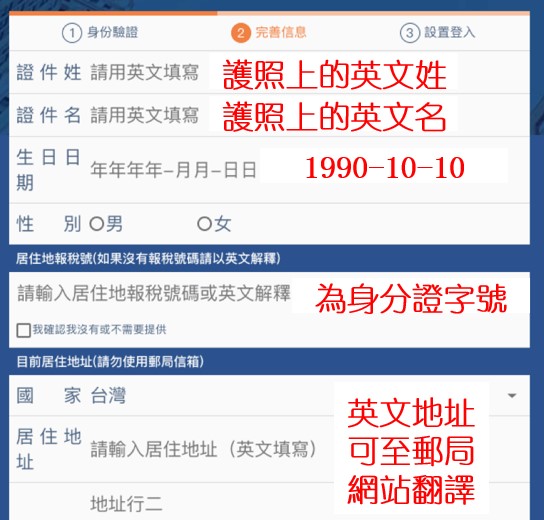 1 身份驗證 2 完善信息 3 設置登入
證件姓 請用英文填寫 護照上的英文姓
證件名 請用英文填寫 護照上的英文名
生日日期 年年年年-月月-日日 1990-10-10
性別 男 女
居住地報稅號(如果沒有報稅號碼請以英文解釋)
請輸入居住地報稅號碼或英文解釋 為身分證字號
我確認我沒有或不需要提供
目前居住地址(請勿使用郵局信箱)
國家 台灣
居住地址 請輸入居住地址（英文填寫）
地址行二
英文地址
可至郵局
網站翻譯